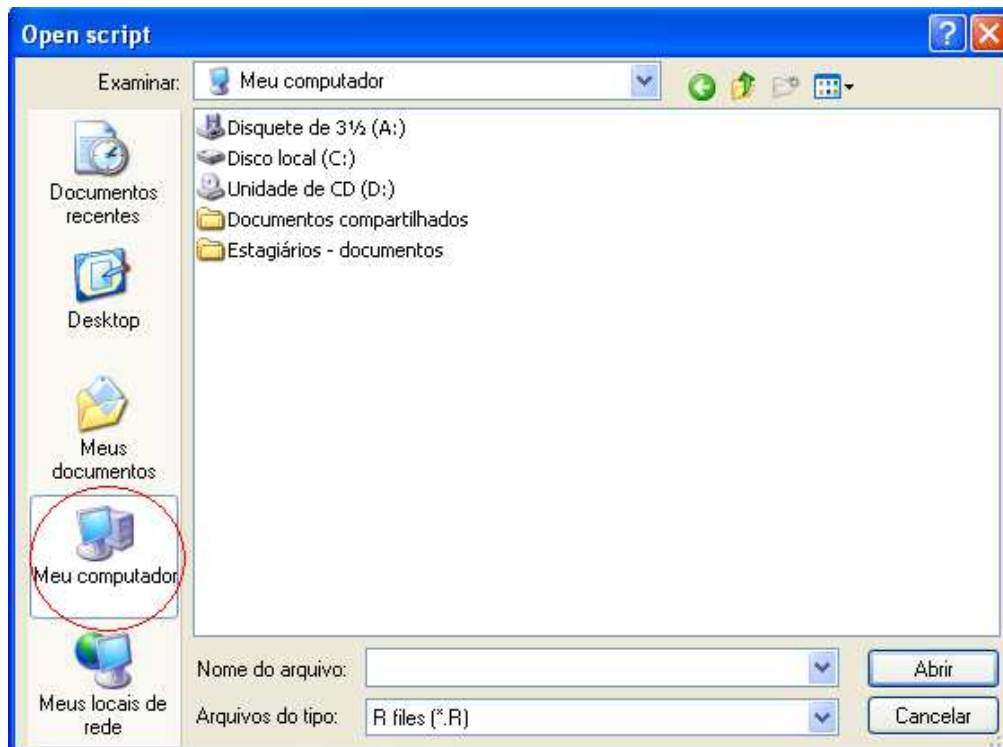 Open script
Examinar: Meu computador
Documentos
recentes
Desktop
Meus
documentos
Meu computador
Meus locais de
rede
Disquete de 3½ (A:)
Disco local (C:)
Unidade de CD (D:)
Documentos compartilhados
Estagiários - documentos
Nome do arquivo:
Abrir
Arquivos do tipo: R files (*.R)
Cancelar